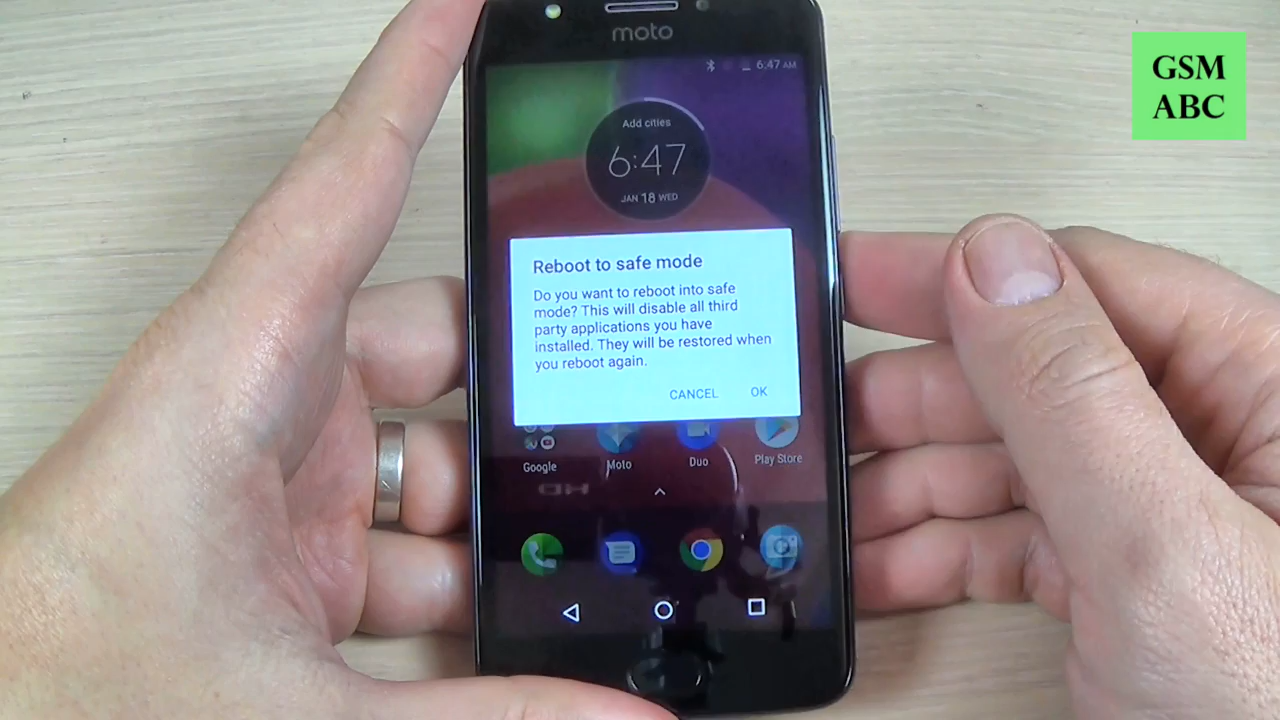 GSM
ABC
moto
6:47 AM
Add cities
6:47
JAN 18 WED
Reboot to safe mode
Do you want to reboot into safe
mode? This will disable all third
party applications you have
installed. They will be restored when
you reboot again.
CANCEL OK
Google Moto Duo Play Store